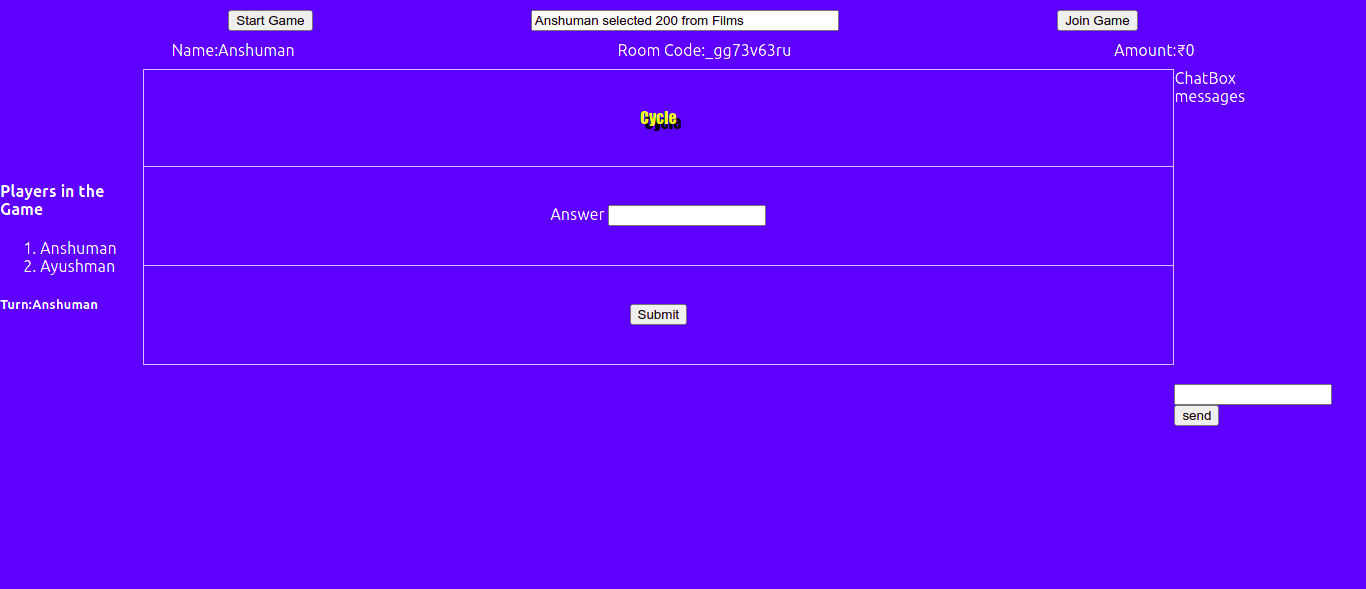 Start Game
Anshuman selected 200 from Films
Join Game
Name:Anshuman
Room Code:_gg73v63ru
Amount:₹0
Cycle
Answer
Submit
Players in the
Game
1. Anshuman
2. Ayushman
Turn:Anshuman
ChatBox
messages
send